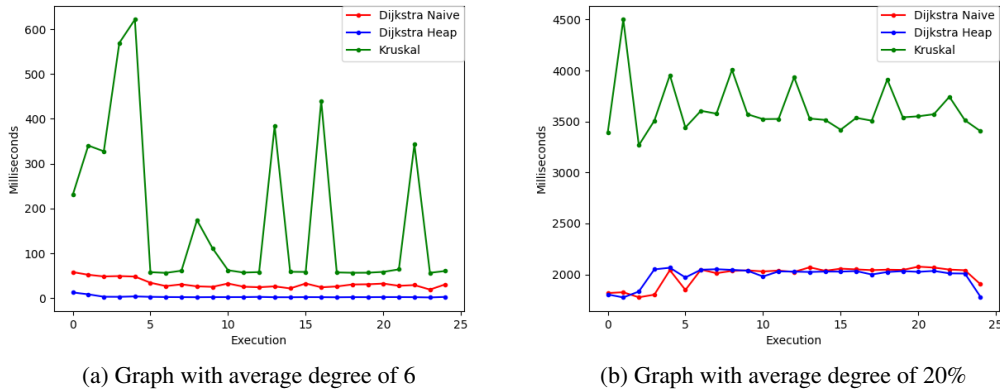 Dijkstra Naive
Dijkstra Heap
Kruskal
600
500
400
300
200
100
0
Milliseconds
0 5 10 15 20 25
Execution
(a) Graph with average degree of 6
Dijkstra Naive
Dijkstra Heap
Kruskal
4500
4000
3500
3000
2500
2000
Milliseconds
0 5 10 15 20 25
Execution
(b) Graph with average degree of 20%